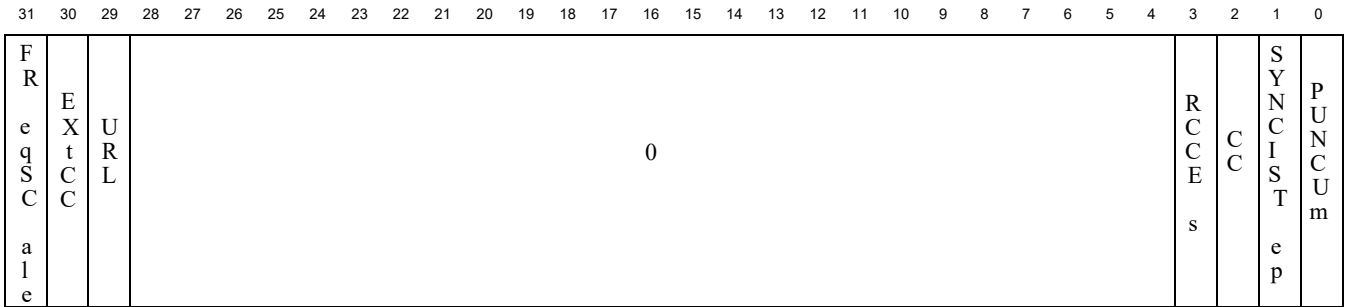 31 30 29 28 27 26 25 24 23 22 21 20 19 18 17 16 15 14 13 12 11 10 9 8 7 6 5 4 3 2 1 0
FReqSCale
EXtCC
URL
0
RCCEs
CC
SYNCISTep
PUNCUm